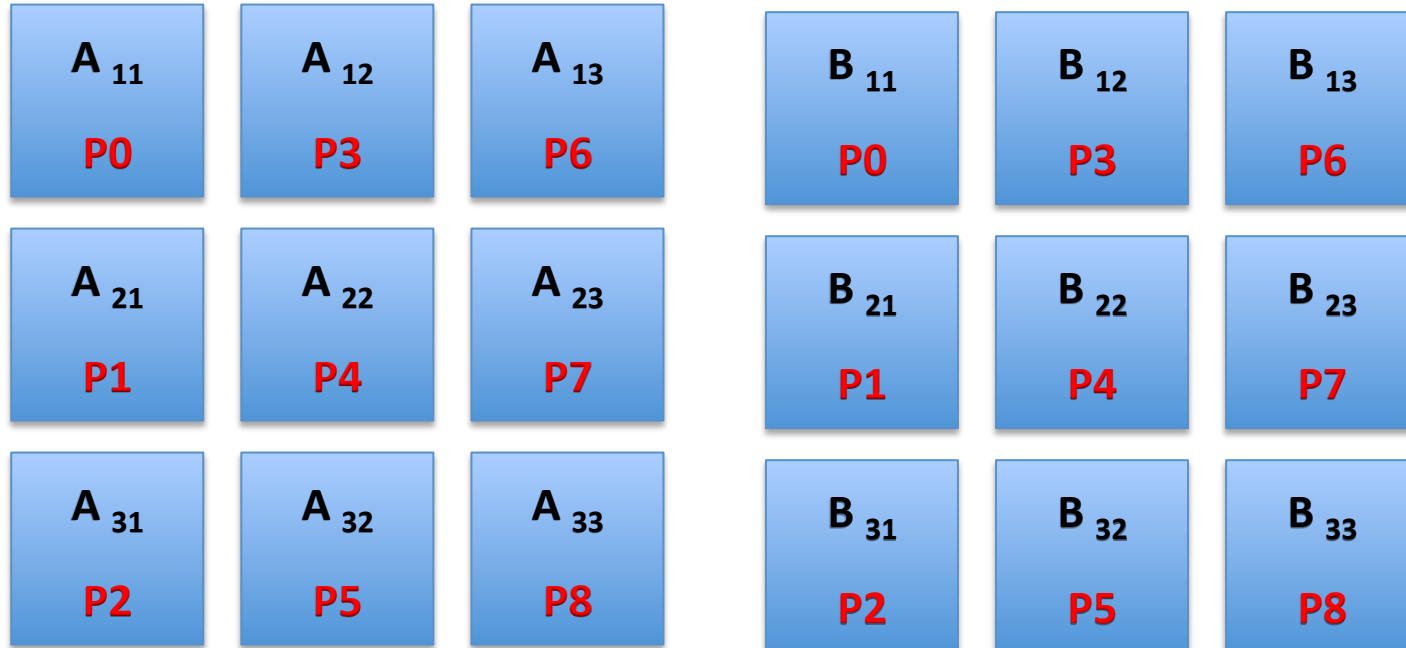 A 11 A 12 A 13 B 11 B 12 B 13
P0 P3 P6 P0 P3 P6
A 21 A 22 A 23 B 21 B 22 B 23
P1 P4 P7 P1 P4 P7
A 31 A 32 A 33 B 31 B 32 B 33
P2 P5 P8 P2 P5 P8